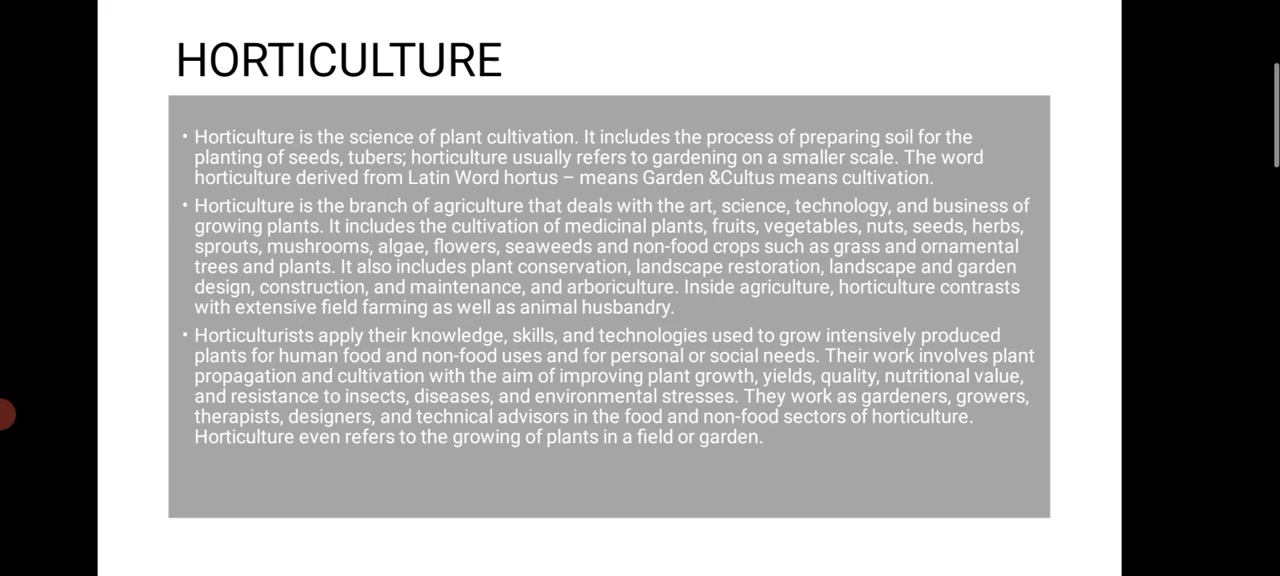 HORTICULTURE
• Horticulture is the science of plant cultivation. It includes the process of preparing soil for the
planting of seeds, tubers; horticulture usually refers to gardening on a smaller scale. The word
horticulture derived from Latin Word hortus – means Garden &Cultus means cultivation.
• Horticulture is the branch of agriculture that deals with the art, science, technology, and business of
growing plants. It includes the cultivation of medicinal plants, fruits, vegetables, nuts, seeds, herbs,
sprouts, mushrooms, algae, flowers, seaweeds and non-food crops such as grass and ornamental
trees and plants. It also includes plant conservation, landscape restoration, landscape and garden
design, construction, and maintenance, and arboriculture. Inside agriculture, horticulture contrasts
with extensive field farming as well as animal husbandry.
• Horticulturists apply their knowledge, skills, and technologies used to grow intensively produced
plants for human food and non-food uses and for personal or social needs. Their work involves plant
propagation and cultivation with the aim of improving plant growth, yields, quality, nutritional value,
and resistance to insects, diseases, and environmental stresses. They work as gardeners, growers,
therapists, designers, and technical advisors in the food and non-food sectors of horticulture.
Horticulture even refers to the growing of plants in a field or garden.